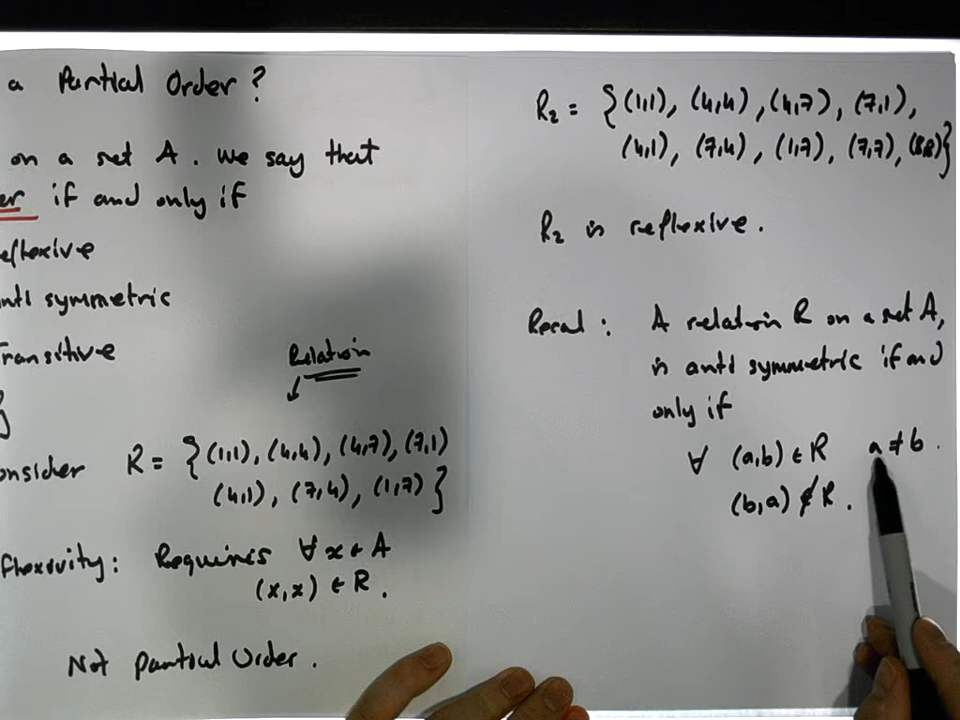 a Partial Order?
on a set A. We say that
er if and only if
eflexive
nti symmetric
Transitive
}
Relation
↓
onsider R = {(1,1), (4,4), (4,7), (7,1)
(4,1), (7,4), (1,7)}
flexivity: Requires ∀ x ∈ A
(x,x) ∈ R.
Not Partial Order.
R₂ = {(1,1), (4,4), (4,7), (7,1),
(4,1), (7,4), (1,7), (7,7), (8,8)}
R₂ is reflexive.
Recal: A relation R on a set A,
is anti symmetric if and
only if
∀ (a,b) ∈ R a ≠ b.
(b,a) ∉ R.